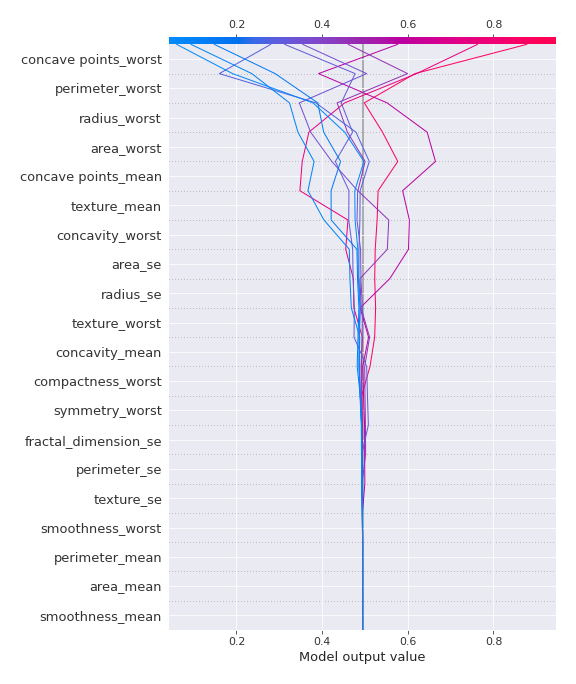 0.2 0.4 0.6 0.8
concave points_worst
perimeter_worst
radius_worst
area_worst
concave points_mean
texture_mean
concavity_worst
area_se
radius_se
texture_worst
concavity_mean
compactness_worst
symmetry_worst
fractal_dimension_se
perimeter_se
texture_se
smoothness_worst
perimeter_mean
area_mean
smoothness_mean
0.2 0.4 0.6 0.8
Model output value